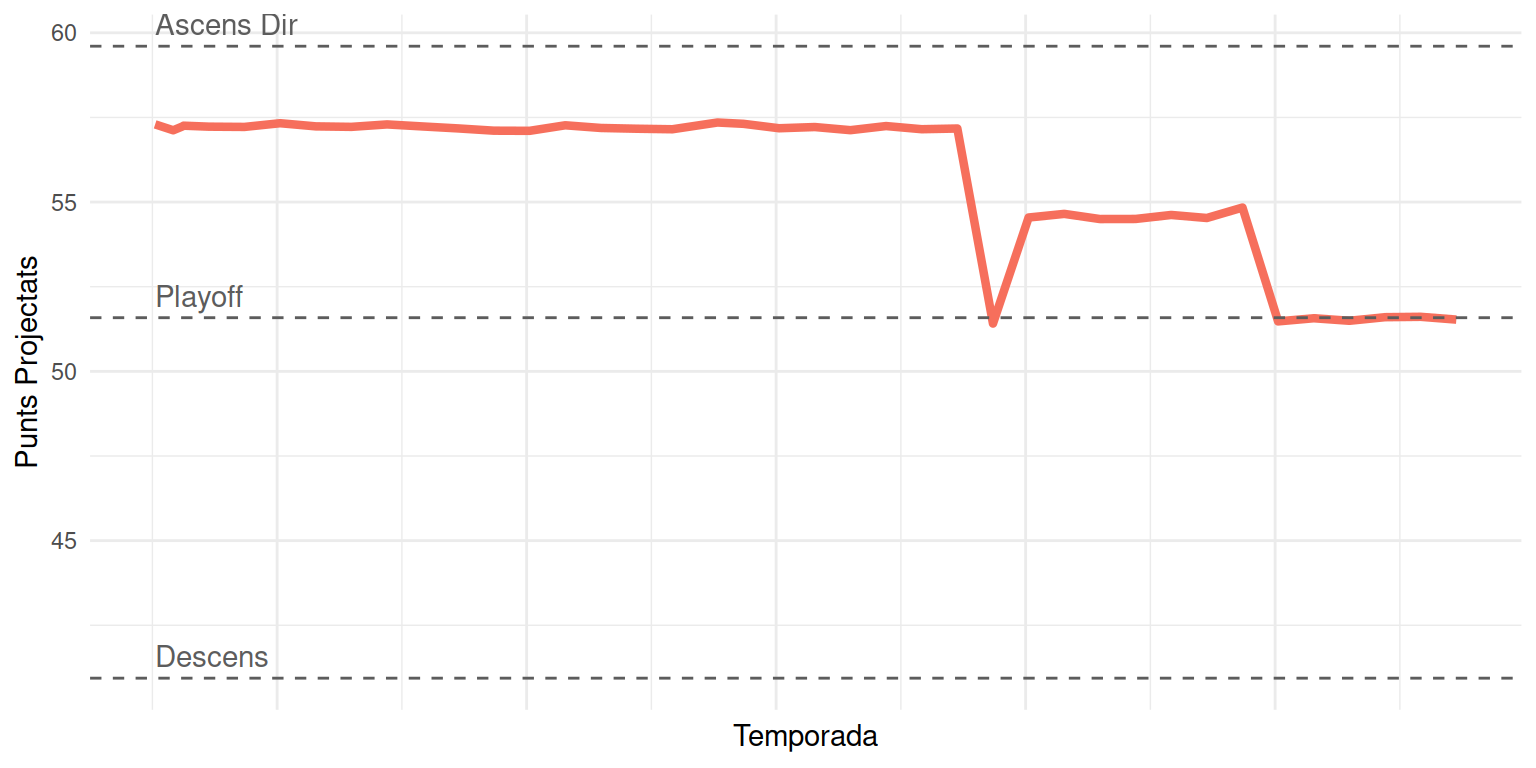 Ascens Dir
60
55
Playoff
50
45
Descens
Punts Projectats
Temporada